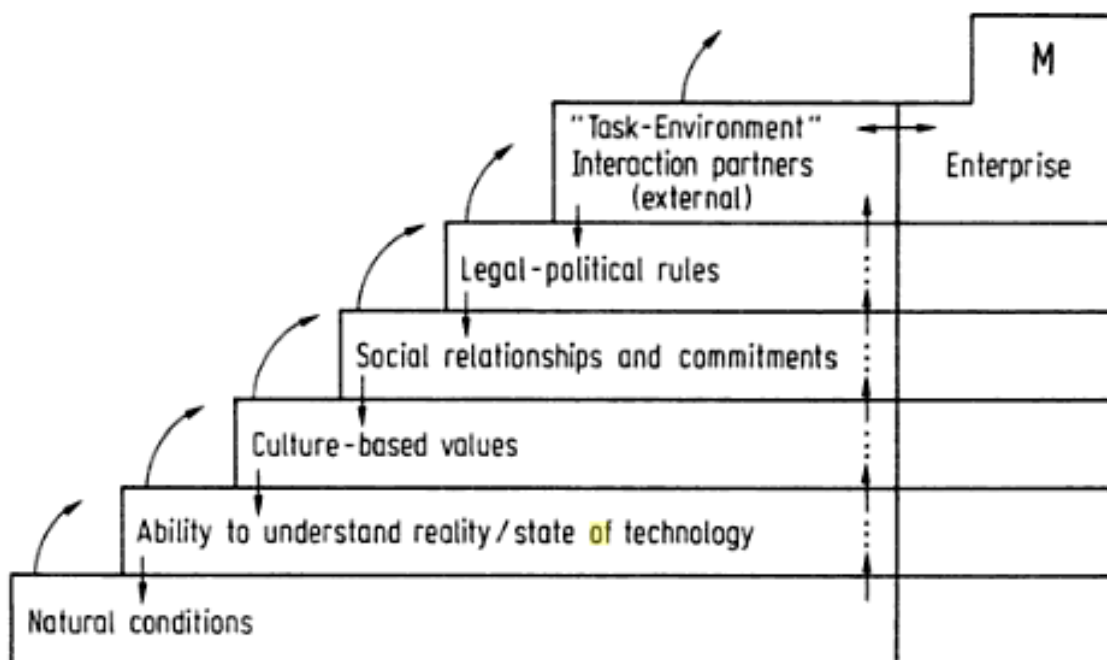 M
"Task-Environment"
Interaction partners
(external)
Enterprise
Legal-political rules
Social relationships and commitments
Culture-based values
Ability to understand reality/state of technology
Natural conditions